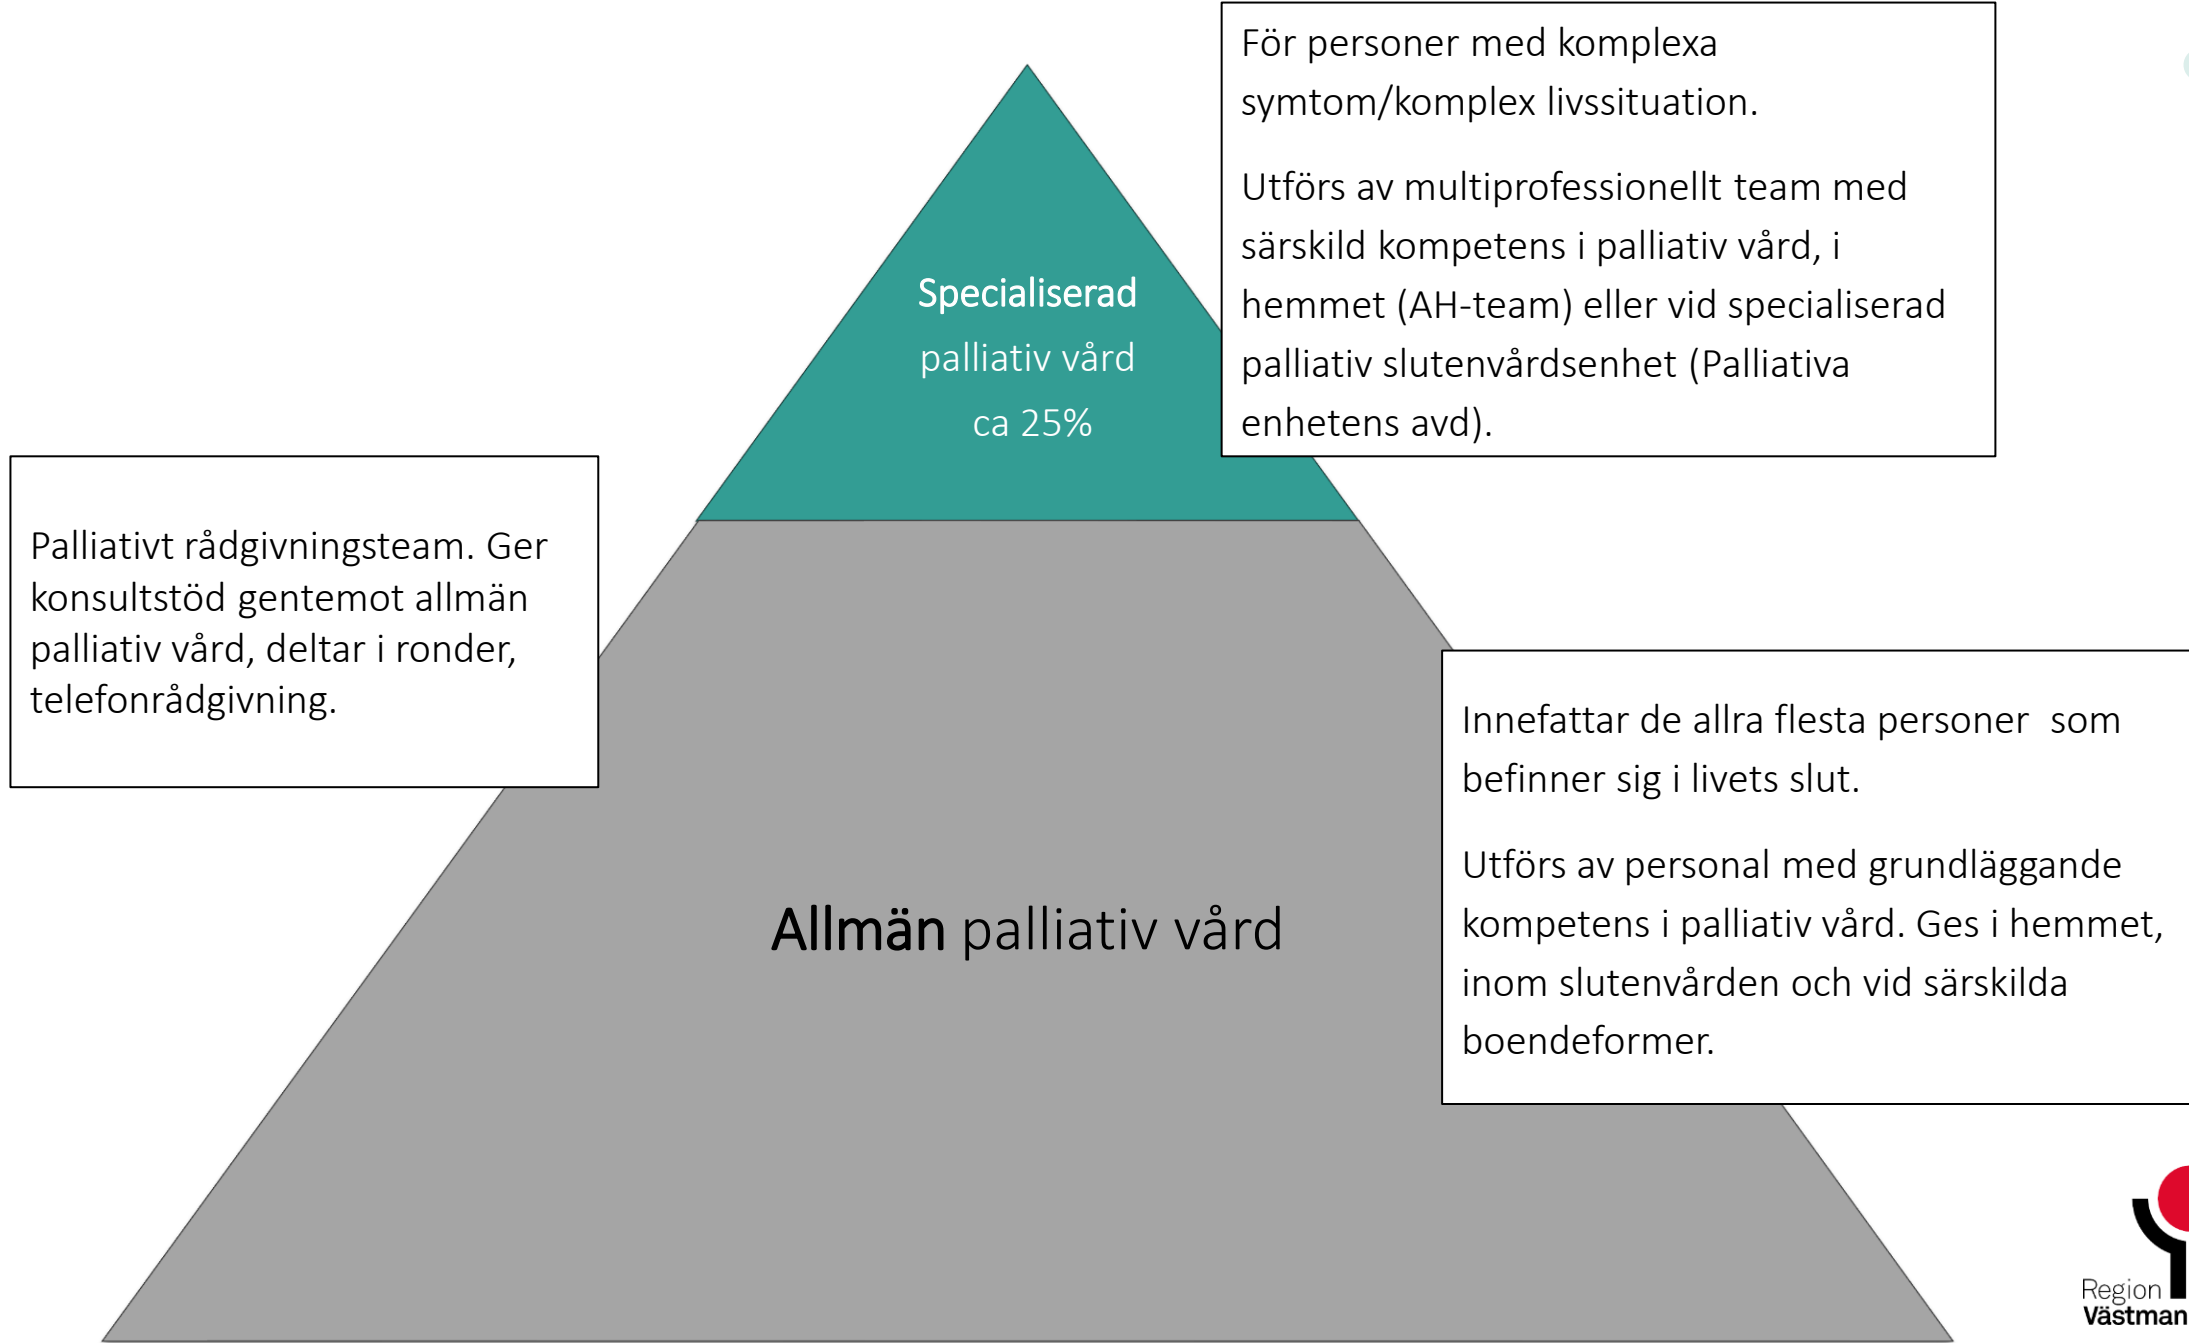 För personer med komplexa
symtom/komplex livssituation.
Utförs av multiprofessionellt team med
särskild kompetens i palliativ vård, i
hemmet (AH-team) eller vid specialiserad
palliativ slutenvårdsenhet (Palliativa
enhetens avd).
Specialiserad
palliativ vård
ca 25%
Palliativt rådgivningsteam. Ger
konsultstöd gentemot allmän
palliativ vård, deltar i ronder,
telefonrådgivning.
Innefattar de allra flesta personer  som
befinner sig i livets slut.
Utförs av personal med grundläggande
kompetens i palliativ vård. Ges i hemmet,
inom slutenvården och vid särskilda
boendeformer.
Allmän palliativ vård
Region
Västman